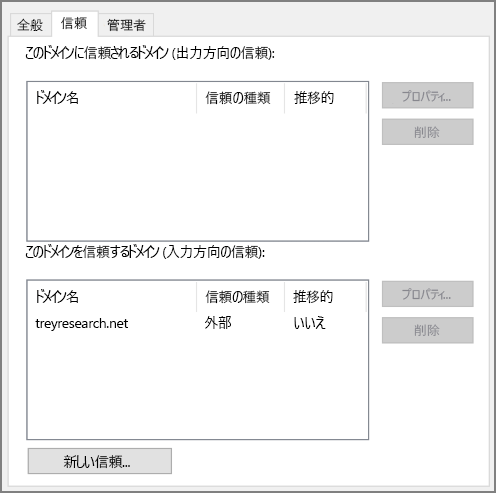 全般 信頼 管理者
このドメインに信頼されるドメイン (出力方向の信頼):
ドメイン名 信頼の種類 推移的 プロパティ...
削除
このドメインを信頼するドメイン (入力方向の信頼):
ドメイン名 信頼の種類 推移的 プロパティ...
treyresearch.net 外部 いいえ 削除
新しい信頼...